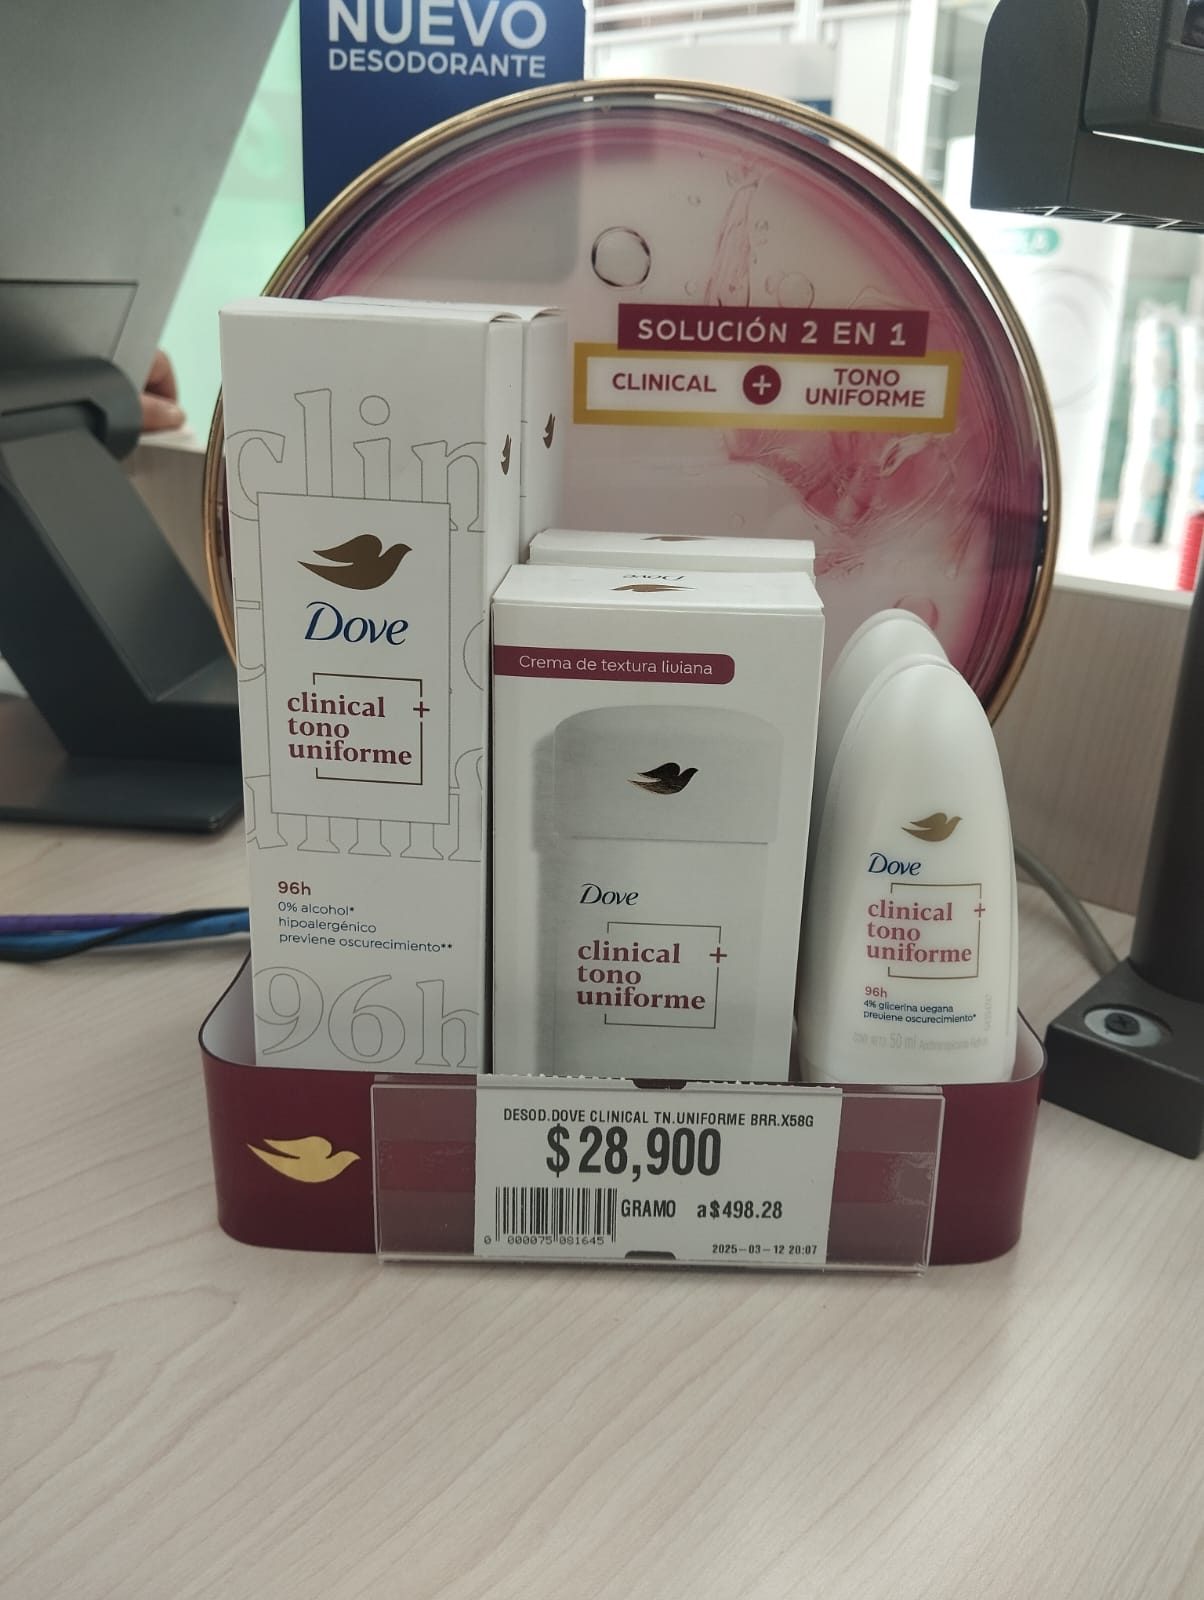 NUEVO
DESODORANTE
SOLUCIÓN 2 EN 1
CLINICAL + TONO
UNIFORME
clin
Dove
clinical +
tono
uniforme
96h
0% alcohol*
hipoalergénico
previene oscurecimiento**
96h
Dove
Crema de textura liviana
Dove
clinical +
tono
uniforme
Dove
clinical +
tono
uniforme
96h
4% glicerina vegana
previene oscurecimiento*
50 ml
DESOD.DOVE CLINICAL TN.UNIFORME BRR.X58G
$28,900
GRAMO a$498.28
0 000075 081645
2025-03-12 20:07